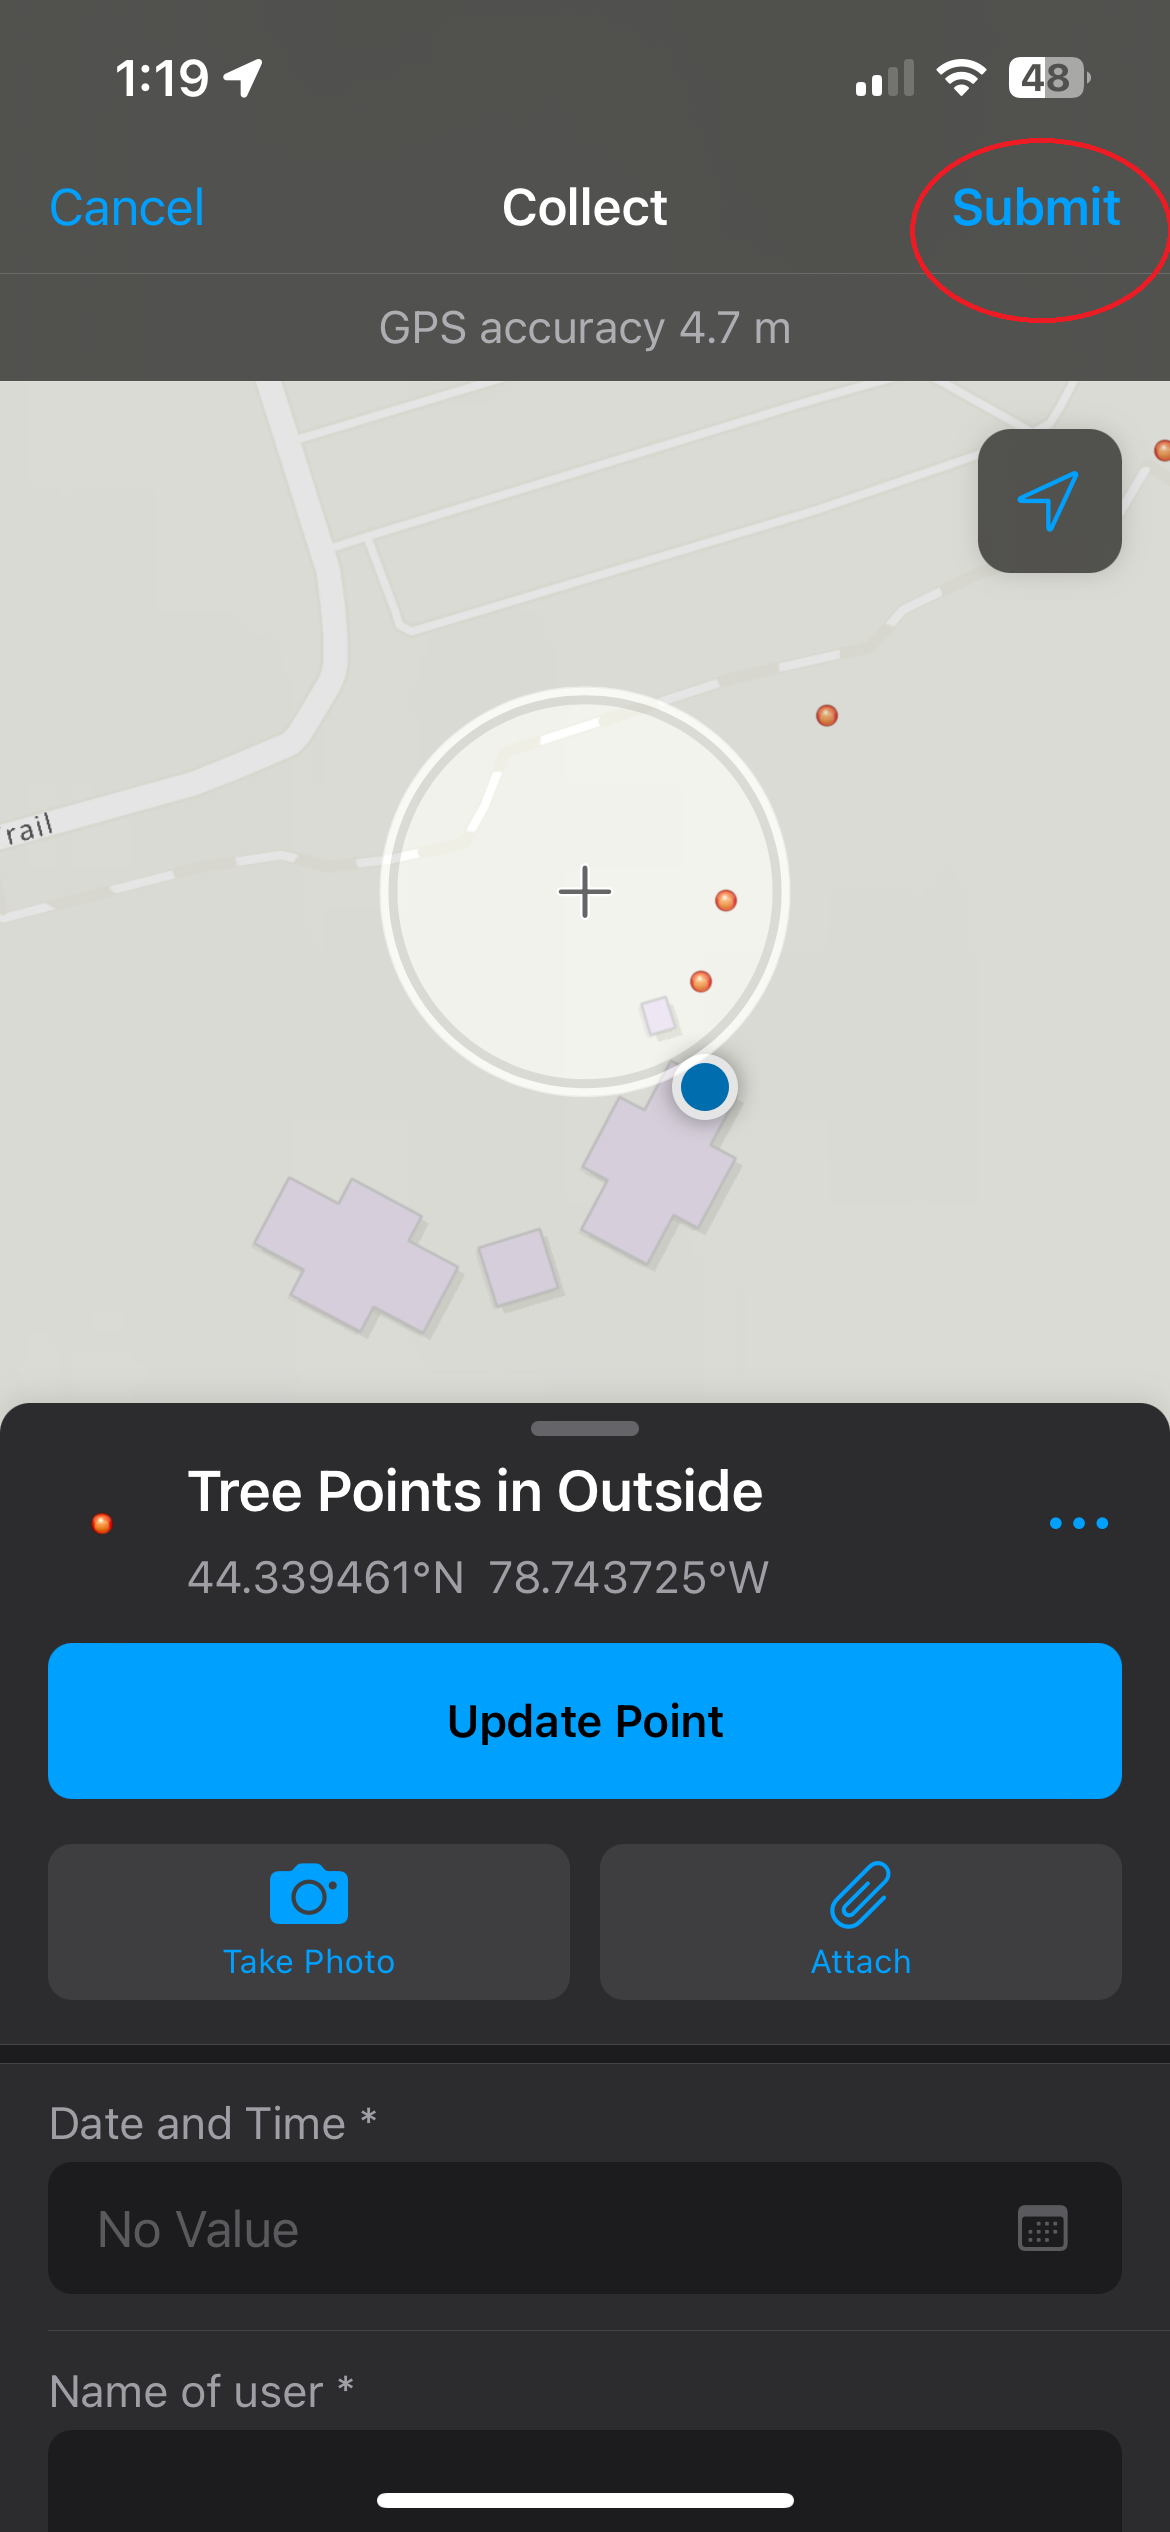 1:19
48
Cancel
Collect
Submit
GPS accuracy 4.7 m
rail
Tree Points in Outside
44.339461°N 78.743725°W
Update Point
Take Photo
Attach
Date and Time *
No Value
Name of user *